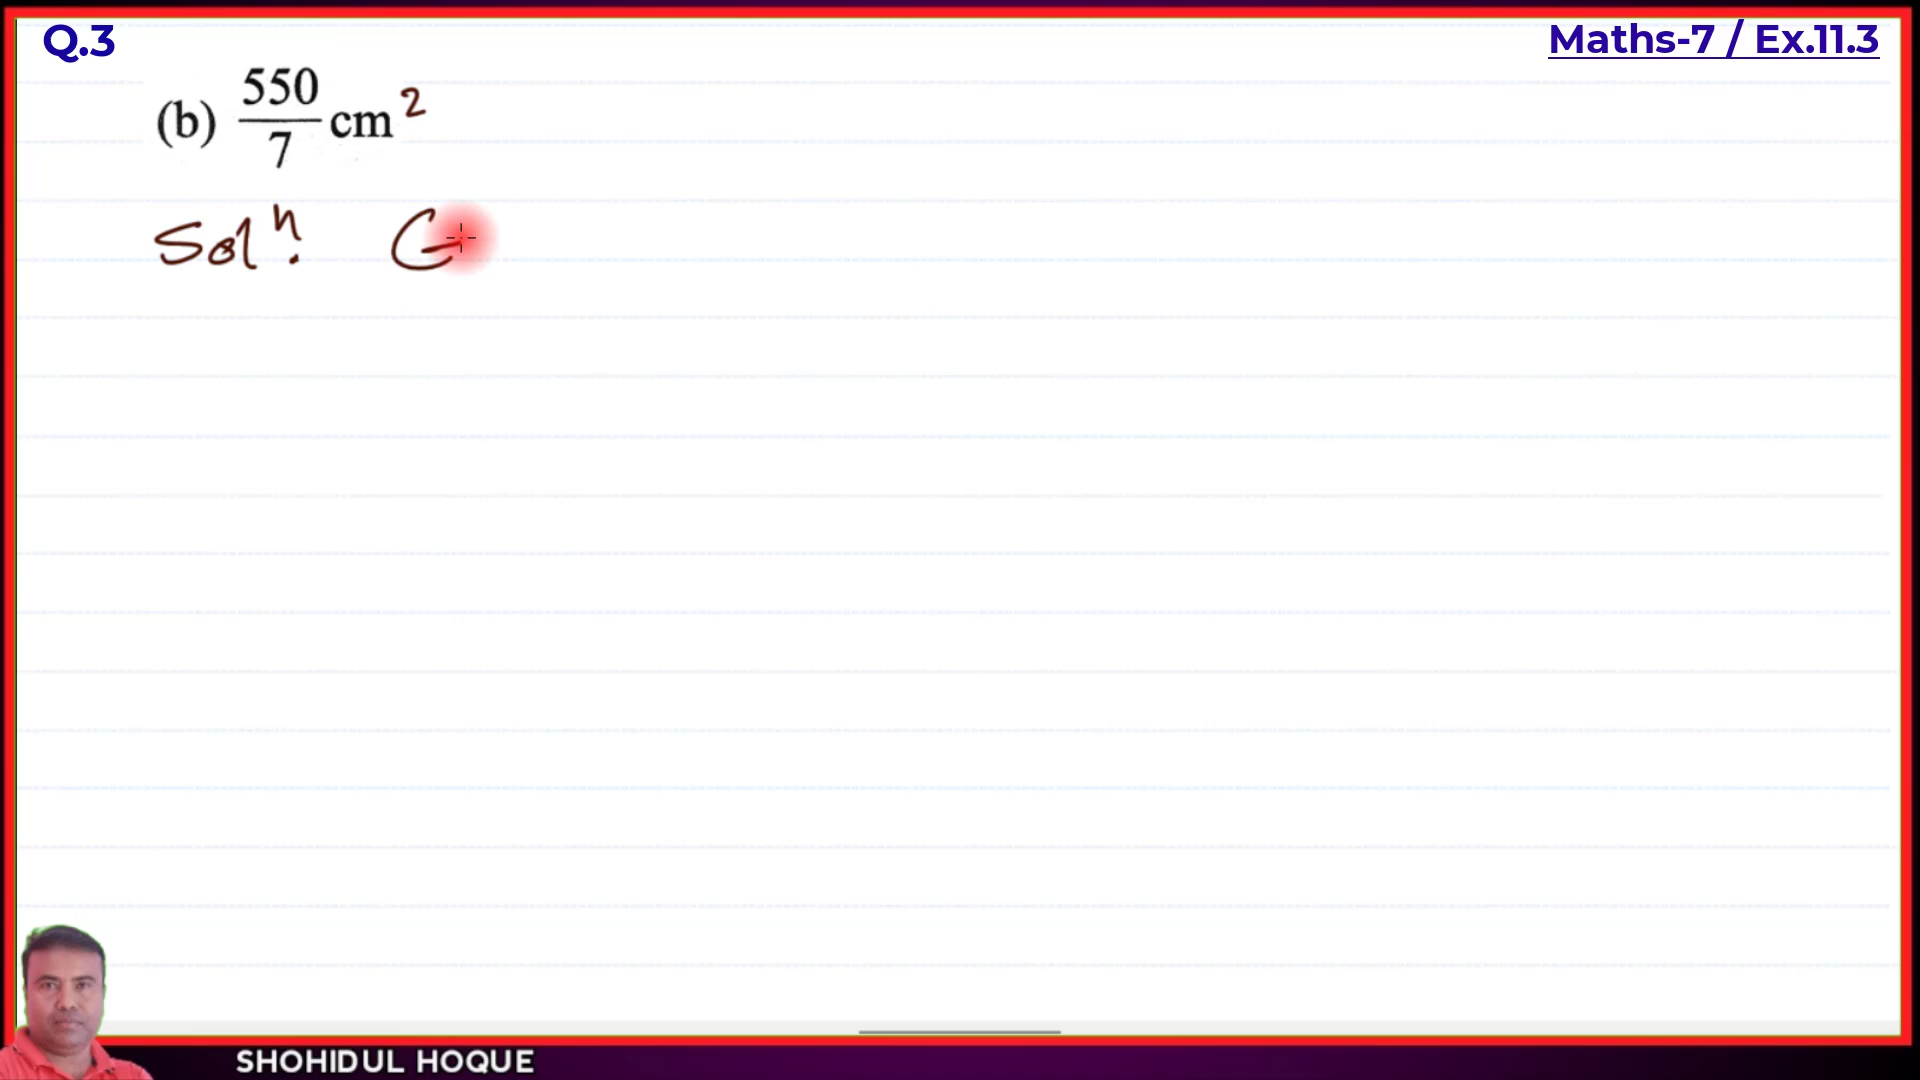 Q.3
Maths-7 / Ex.11.3
(b) 550/7 cm²
Solⁿ. G
SHOHIDUL HOQUE